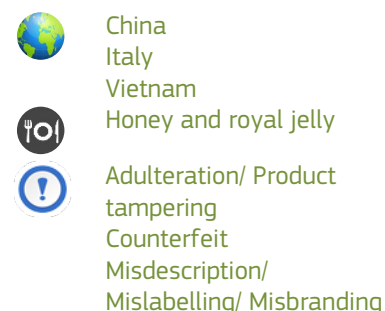 China
Italy
Vietnam
Honey and royal jelly
Adulteration/ Product
tampering
Counterfeit
Misdescription/
Mislabelling/ Misbranding